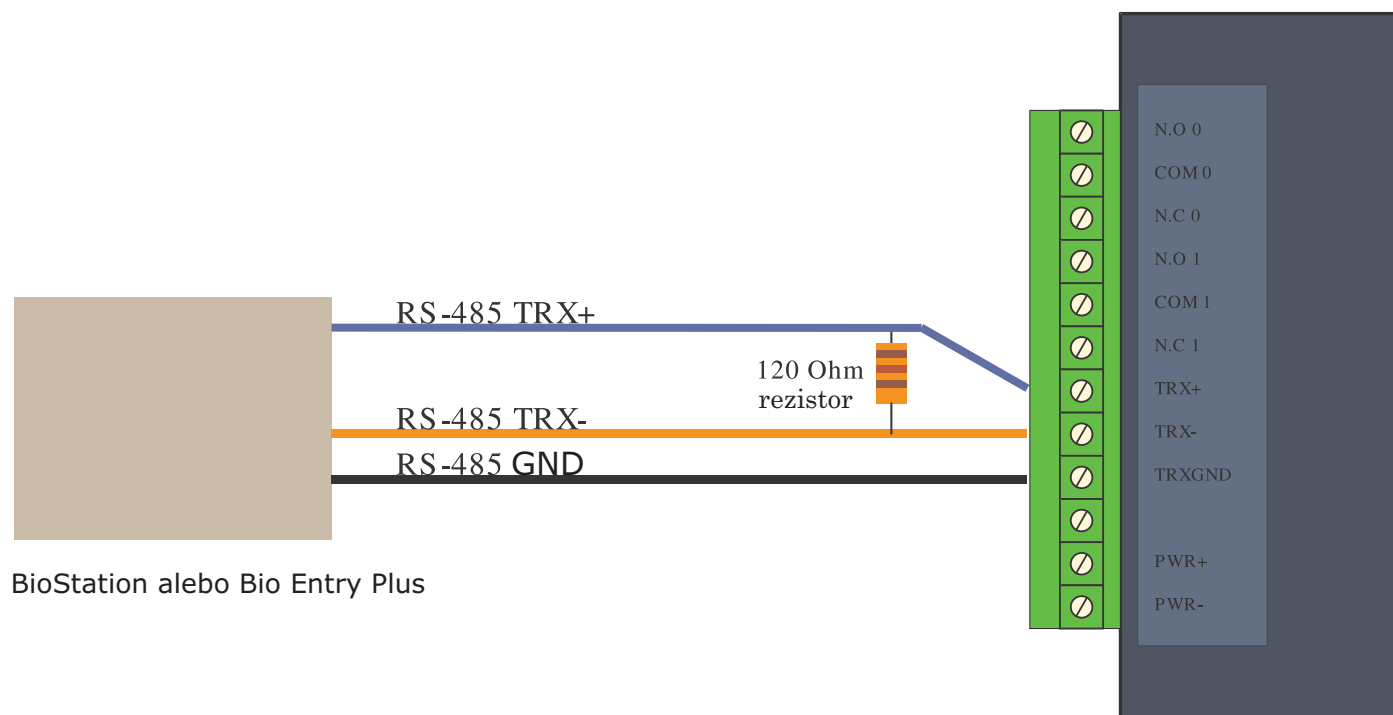 RS-485 TRX+
120 Ohm
rezistor
RS-485 TRX-
RS-485 GND
BioStation alebo Bio Entry Plus
N.O 0
COM 0
N.C 0
N.O 1
COM 1
N.C 1
TRX+
TRX-
TRXGND
PWR+
PWR-